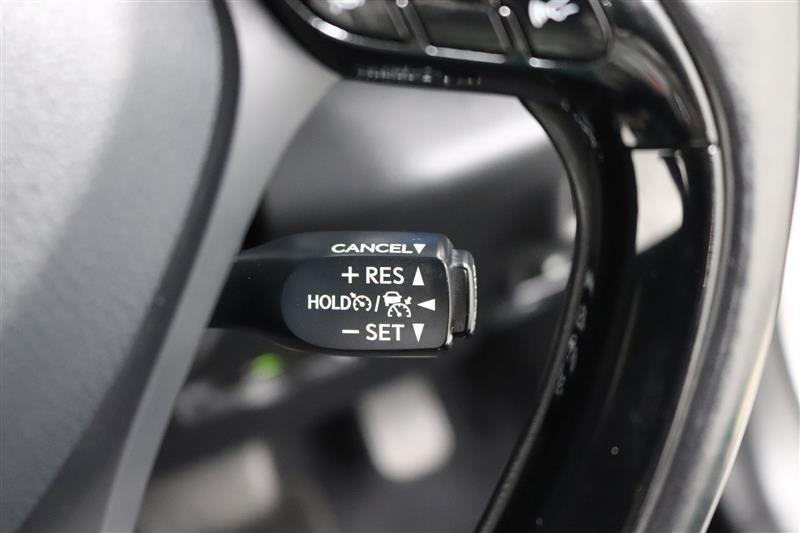 CANCEL▼
+ RES ▲
HOLD / ◀
− SET ▼